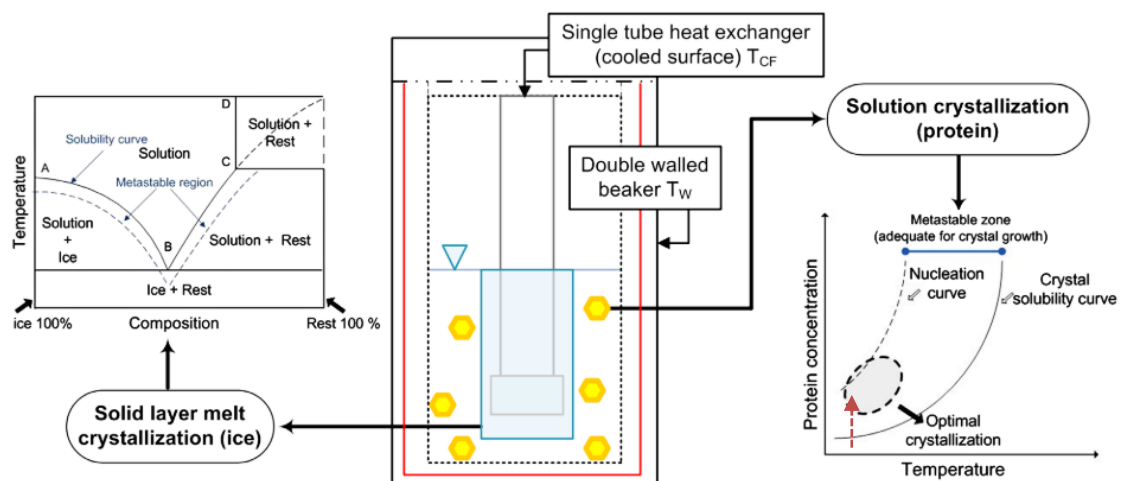 Single tube heat exchanger
(cooled surface) T_CF
Double walled
beaker T_W
D
Solution +
Rest
Solubility curve
Solution
C
A
Metastable region
Temperature
Solution
+
Ice
B
Solution + Rest
Ice + Rest
ice 100%
Composition
Rest 100 %
Solid layer melt
crystallization (ice)
Solution crystallization
(protein)
Metastable zone
(adequate for crystal growth)
Nucleation
curve
Crystal
solubility curve
Protein concentration
Optimal
crystallization
Temperature